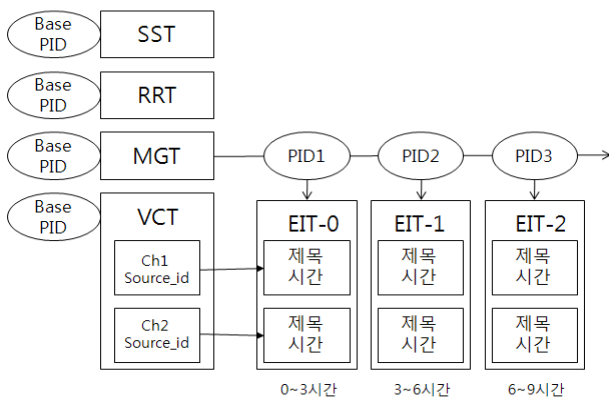 Base
PID
SST
Base
PID
RRT
Base
PID
MGT
PID1
PID2
PID3
Base
PID
VCT
EIT-0
EIT-1
EIT-2
Ch1
Source_id
제목
시간
제목
시간
제목
시간
Ch2
Source_id
제목
시간
제목
시간
제목
시간
0~3시간
3~6시간
6~9시간